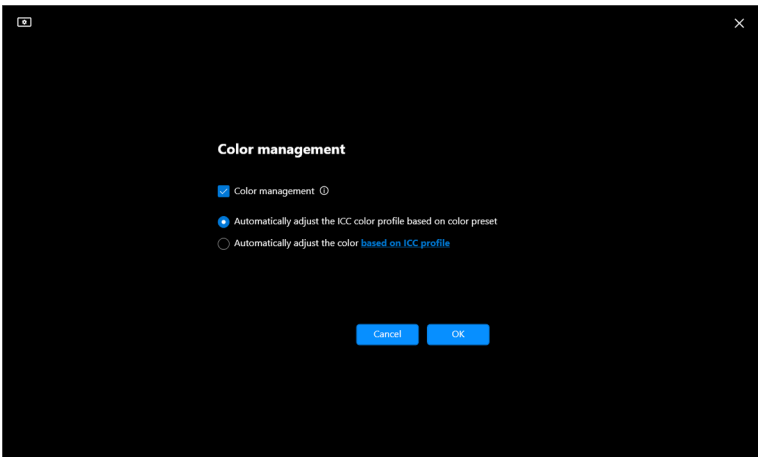 Color management
Color management
Automatically adjust the ICC color profile based on color preset
Automatically adjust the color based on ICC profile
Cancel OK